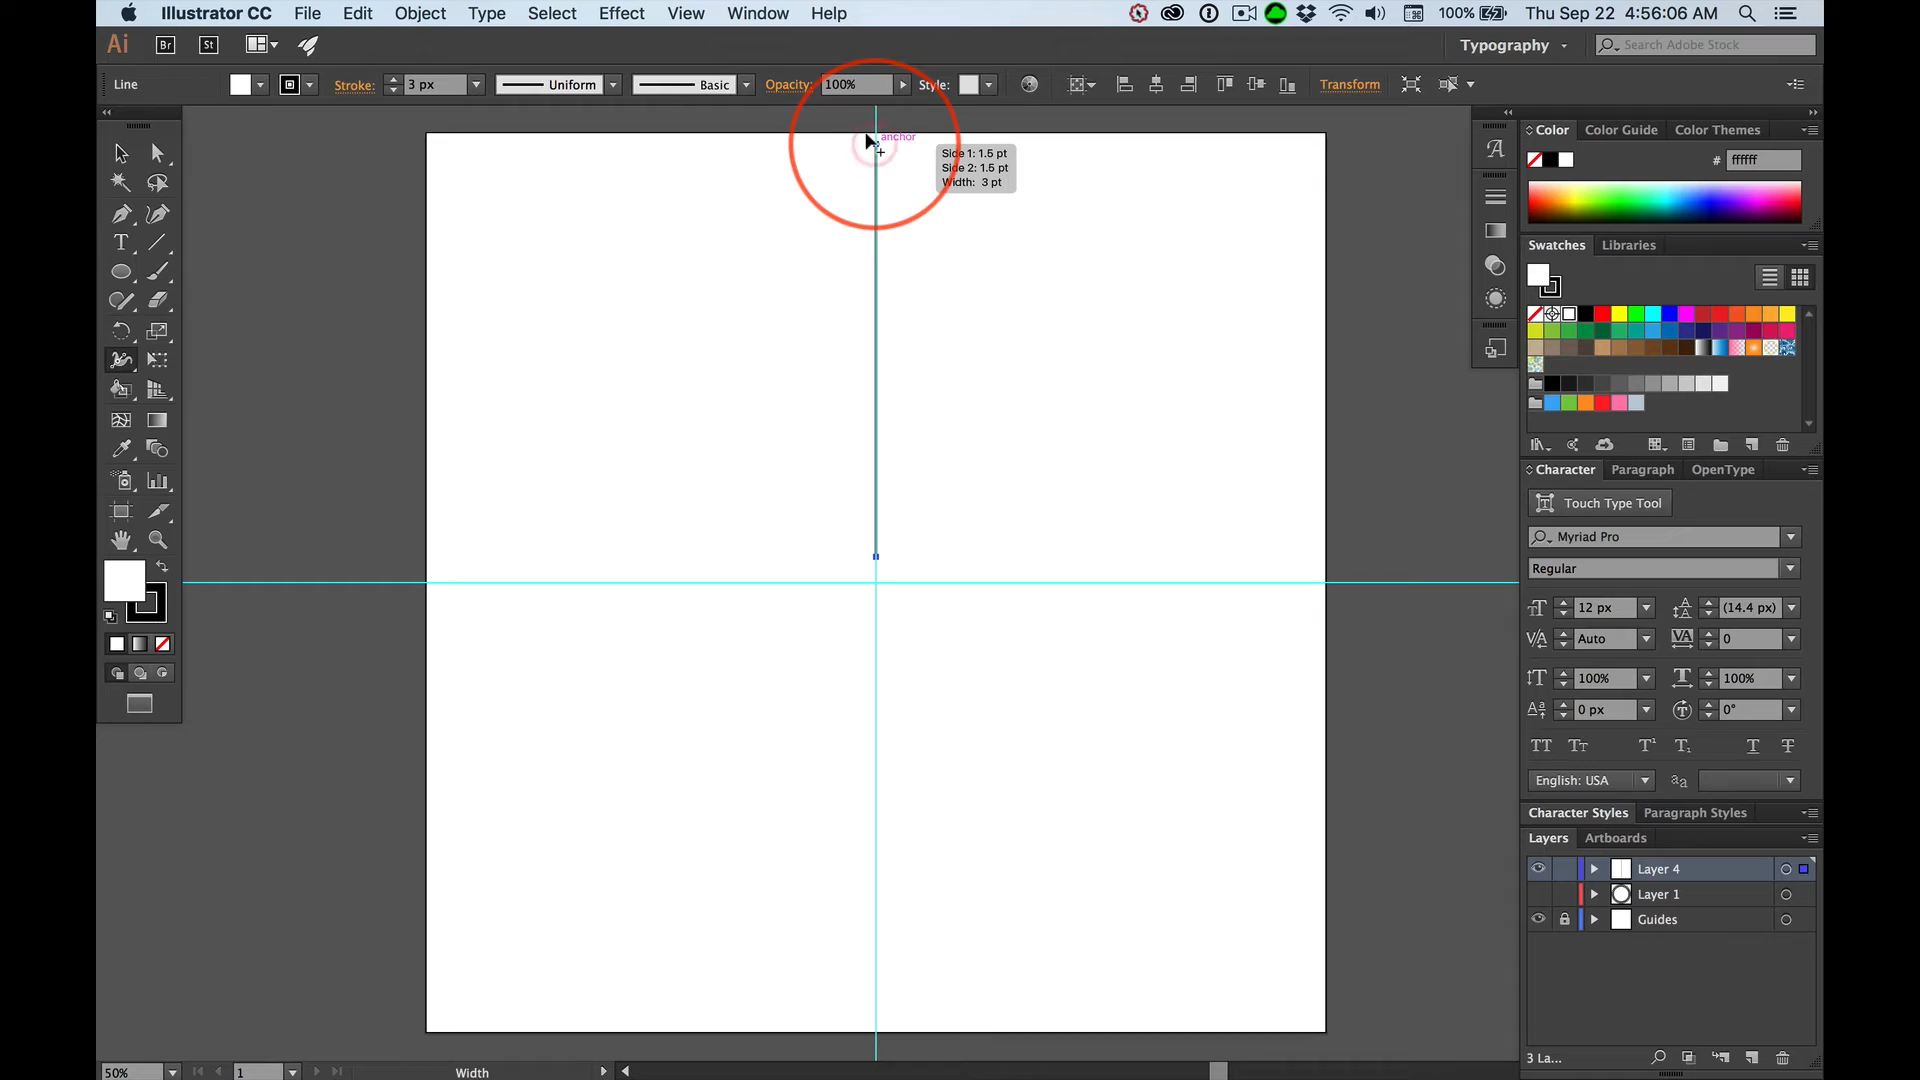 Illustrator CC File Edit Object Type Select Effect View Window Help 100% Thu Sep 22 4:56:06 AM
Ai Br St Typography Search Adobe Stock
Line Stroke: 3 px Uniform Basic Opacity: 100% Style: Transform
anchor
Side 1: 1.5 pt
Side 2: 1.5 pt
Width: 3 pt
Color Color Guide Color Themes
# ffffff
Swatches Libraries
Character Paragraph OpenType
Touch Type Tool
Myriad Pro
Regular
12 px (14.4 px)
Auto 0
100% 100%
0 px 0°
English: USA
Character Styles Paragraph Styles
Layers Artboards
Layer 4
Layer 1
Guides
3 La...
50% 1 Width